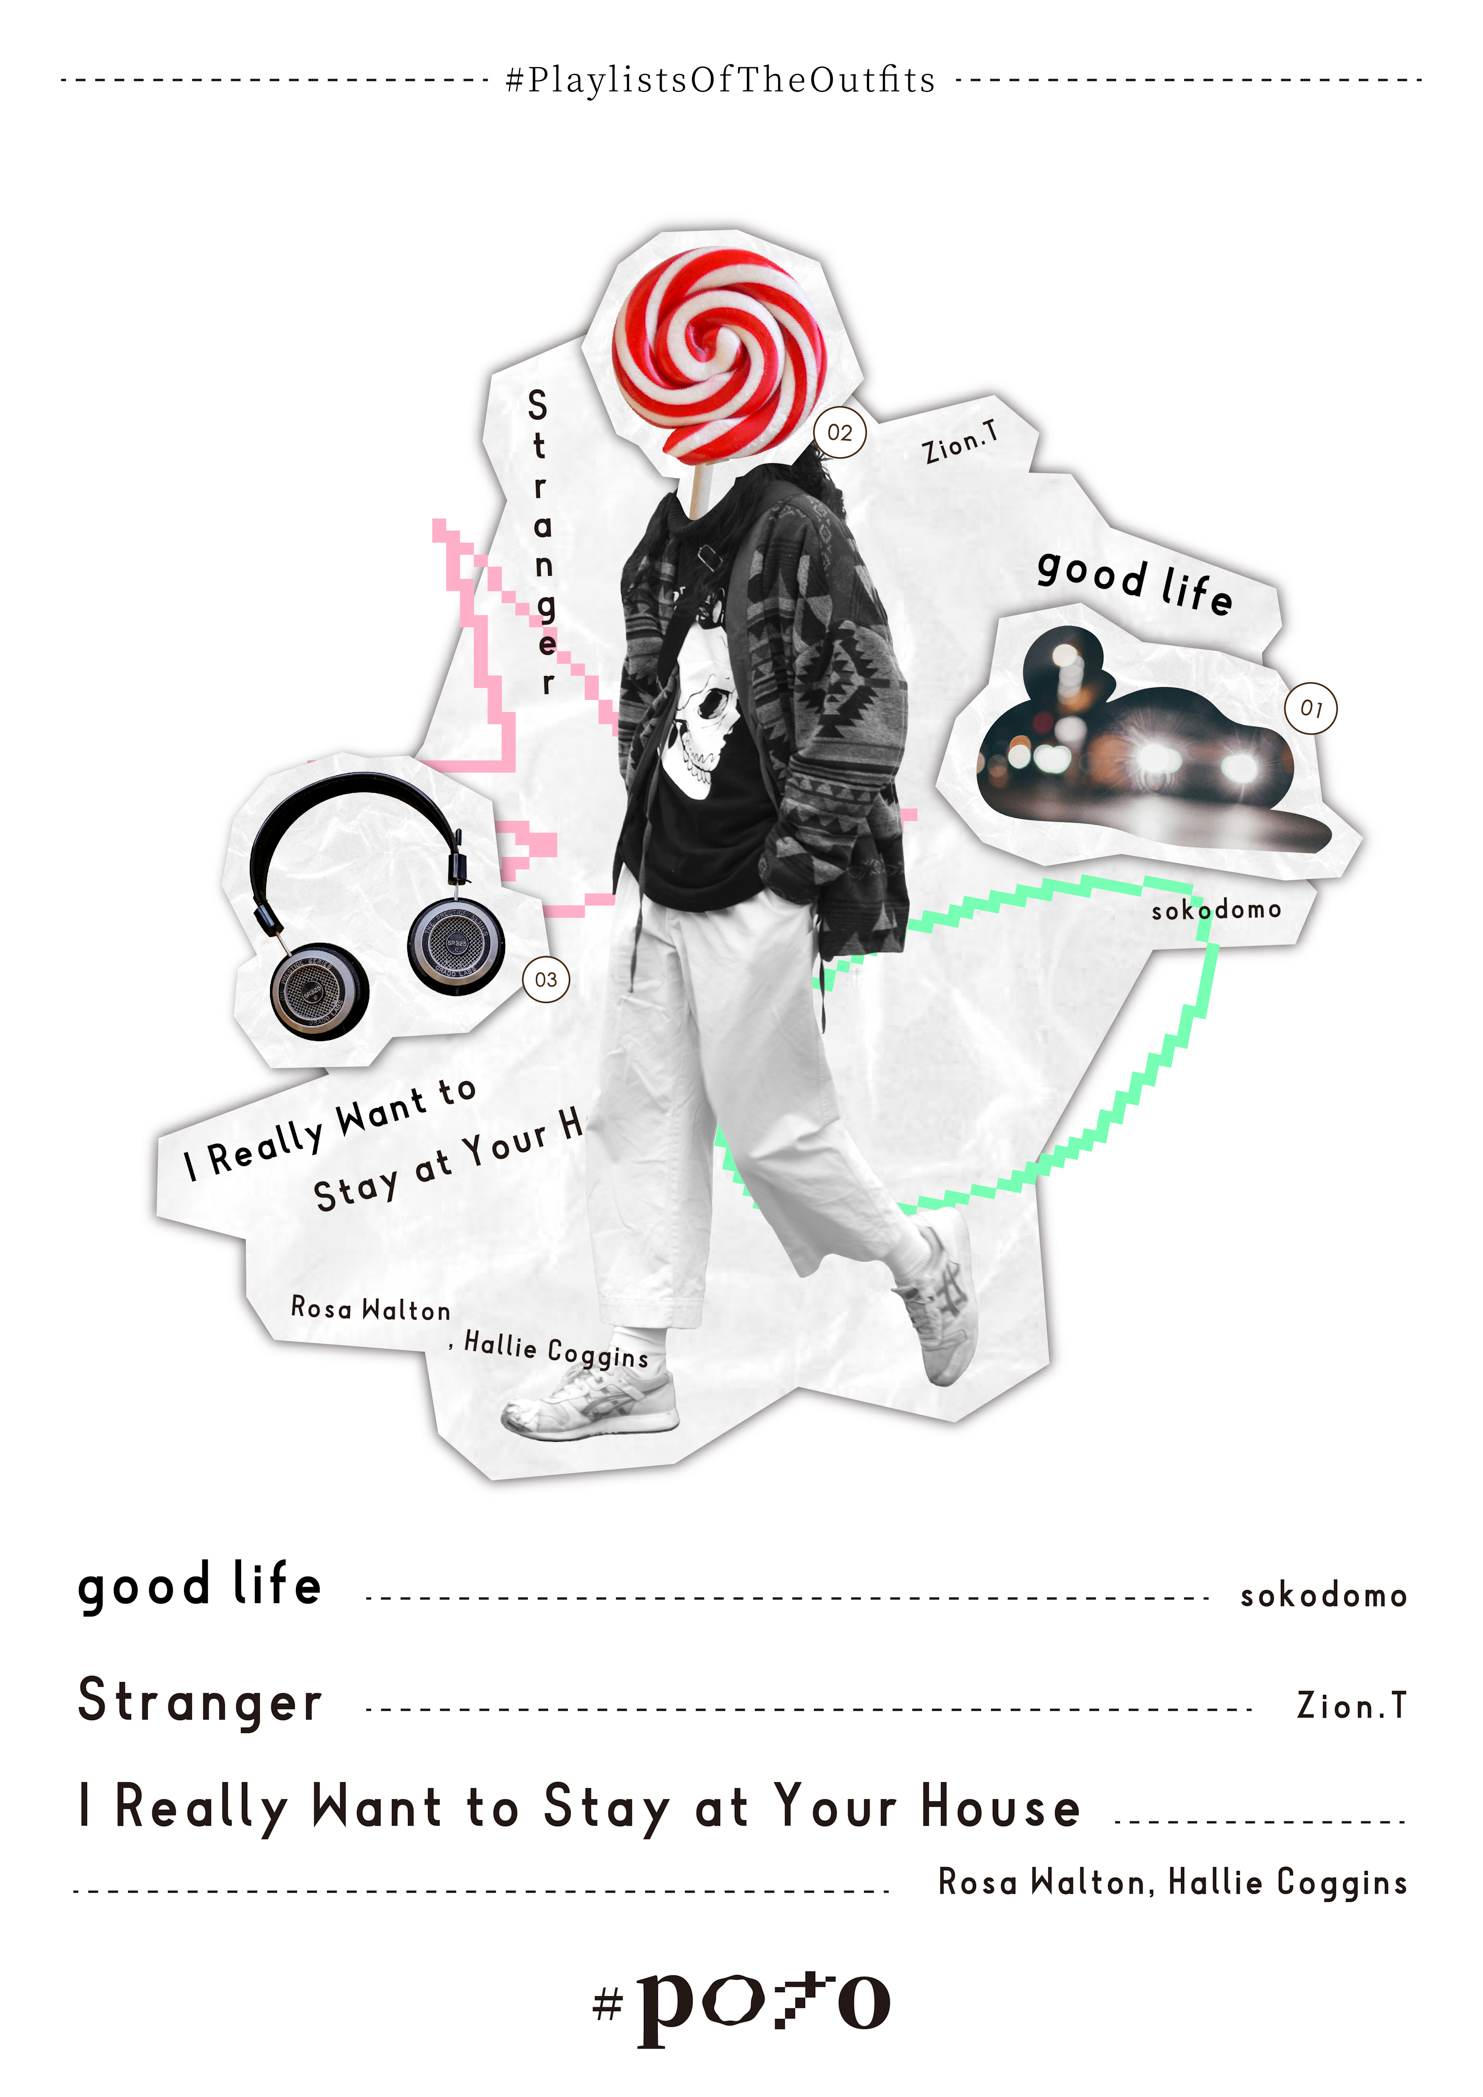 #PlaylistsOfTheOutfits
Stranger
02
Zion.T
good life
01
sokodomo
03
I Really Want to
Stay at Your H
Rosa Walton
, Hallie Coggins
good life sokodomo
Stranger Zion.T
I Really Want to Stay at Your House
Rosa Walton, Hallie Coggins
#poto